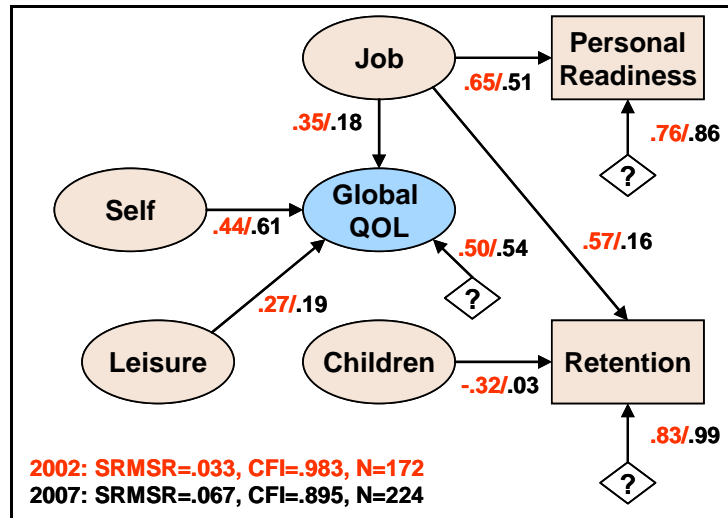 Job
Personal
Readiness
.65/.51
.35/.18
.76/.86
?
Self
Global
QOL
.44/.61
.50/.54
.57/.16
?
.27/.19
Leisure
Children
Retention
-.32/.03
.83/.99
2002: SRMSR=.033, CFI=.983, N=172
2007: SRMSR=.067, CFI=.895, N=224
?